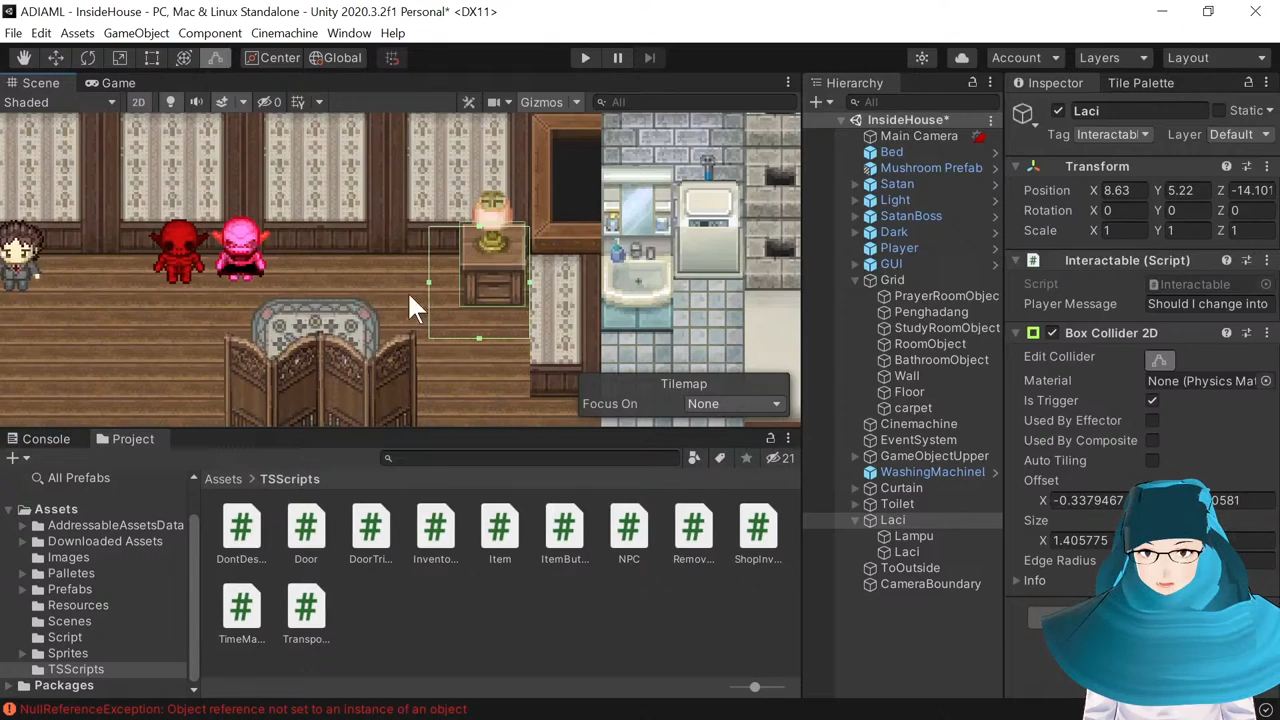 ADIAML - InsideHouse - PC, Mac & Linux Standalone - Unity 2020.3.2f1 Personal* <DX11>
File Edit Assets GameObject Component Cinemachine Window Help
Center Global Account Layers Layout
Scene Game
Shaded 2D 0 Gizmos All
Tilemap
Focus On None
Console Project
21
All Prefabs
Assets
AddressableAssetsData
Downloaded Assets
Images
Palletes
Prefabs
Resources
Scenes
Script
Sprites
TSScripts
Packages
Assets > TSScripts
DontDes... Door DoorTri... Invento... Item ItemBut... NPC Remov... ShopInv...
TimeMa... Transpo...
Hierarchy
All
InsideHouse*
Main Camera
Bed
Mushroom Prefab
Satan
Light
SatanBoss
Dark
Player
GUI
Grid
PrayerRoomObjec
Penghadang
StudyRoomObject
RoomObject
BathroomObject
Wall
Floor
carpet
Cinemachine
EventSystem
GameObjectUpper
WashingMachine
Curtain
Toilet
Laci
Lampu
Laci
ToOutside
CameraBoundary
Inspector Tile Palette
Laci Static
Tag Interactabl Layer Default
Transform
Position X 8.63 Y 5.22 Z -14.101
Rotation X 0 Y 0 Z 0
Scale X 1 Y 1 Z 1
Interactable (Script)
Script Interactable
Player Message Should I change into
Box Collider 2D
Edit Collider
Material None (Physics Mat
Is Trigger
Used By Effector
Used By Composite
Auto Tiling
Offset
X -0.3379467 0581
Size
X 1.405775
Edge Radius
Info
NullReferenceException: Object reference not set to an instance of an object